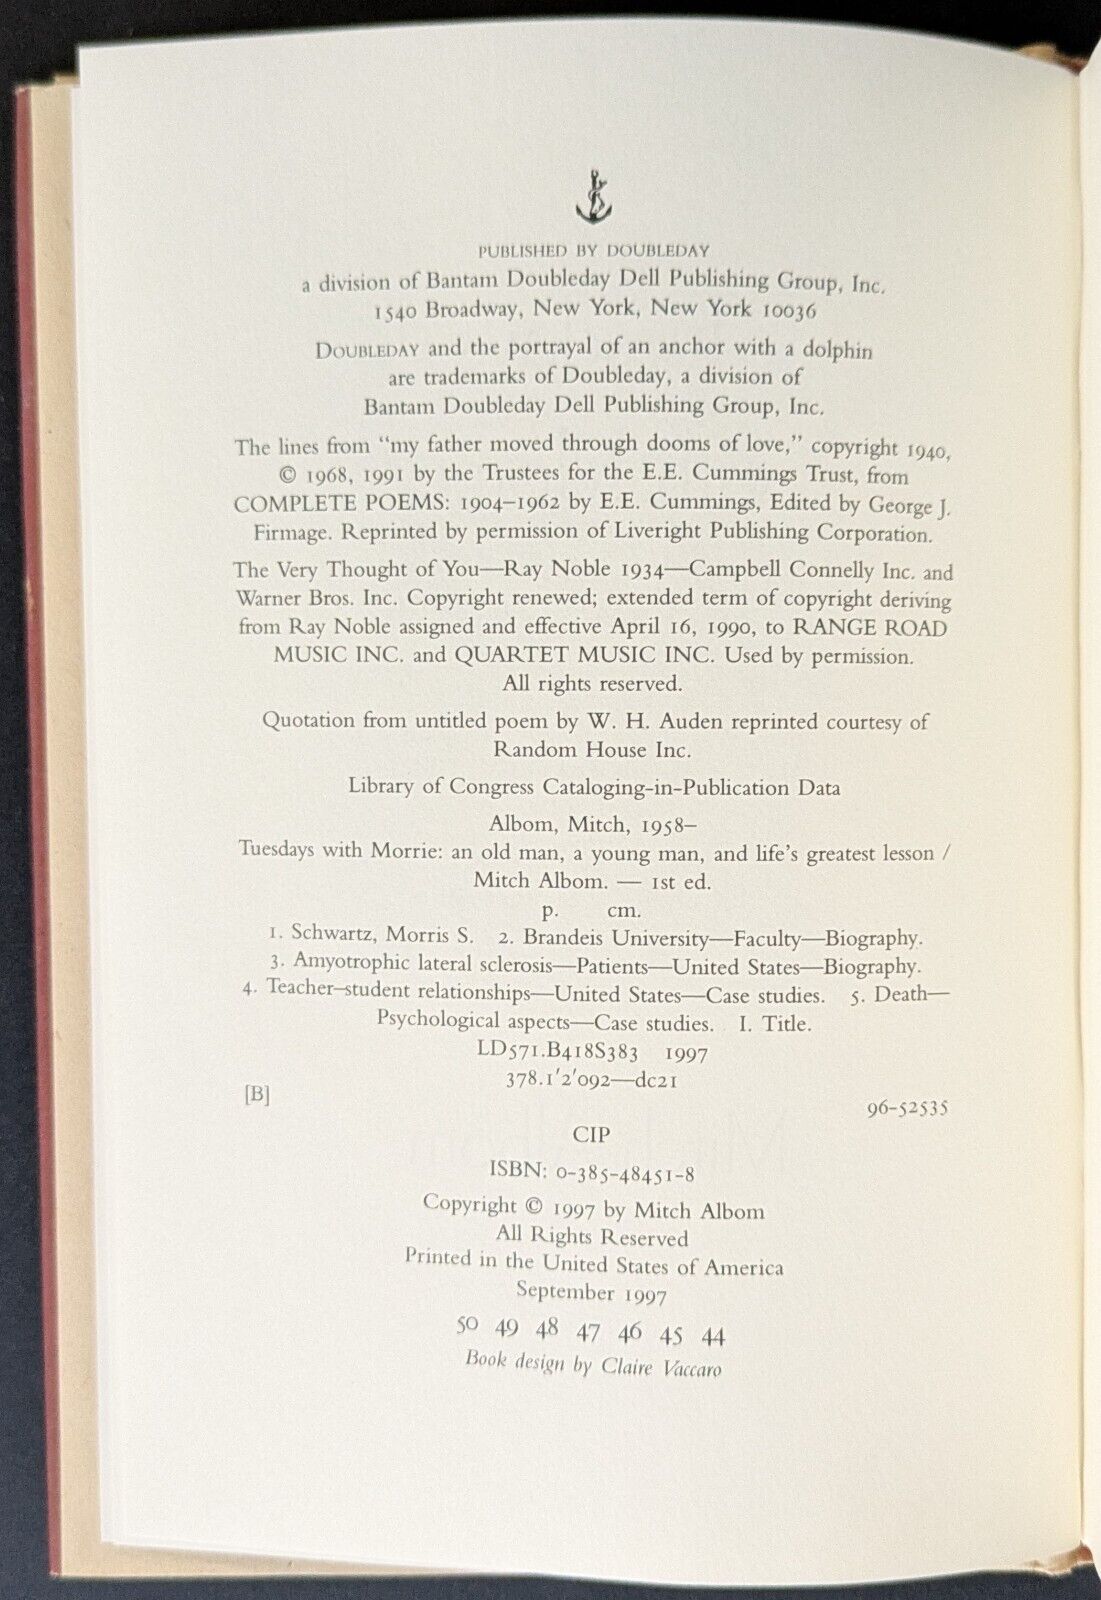 PUBLISHED BY DOUBLEDAY
a division of Bantam Doubleday Dell Publishing Group, Inc.
1540 Broadway, New York, New York 10036
DOUBLEDAY and the portrayal of an anchor with a dolphin
are trademarks of Doubleday, a division of
Bantam Doubleday Dell Publishing Group, Inc.
The lines from “my father moved through dooms of love,” copyright 1940,
© 1968, 1991 by the Trustees for the E.E. Cummings Trust, from
COMPLETE POEMS: 1904–1962 by E.E. Cummings, Edited by George J.
Firmage. Reprinted by permission of Liveright Publishing Corporation.
The Very Thought of You—Ray Noble 1934—Campbell Connelly Inc. and
Warner Bros. Inc. Copyright renewed; extended term of copyright deriving
from Ray Noble assigned and effective April 16, 1990, to RANGE ROAD
MUSIC INC. and QUARTET MUSIC INC. Used by permission.
All rights reserved.
Quotation from untitled poem by W. H. Auden reprinted courtesy of
Random House Inc.
Library of Congress Cataloging-in-Publication Data
Albom, Mitch, 1958–
Tuesdays with Morrie: an old man, a young man, and life’s greatest lesson /
Mitch Albom. — 1st ed.
p. cm.
1. Schwartz, Morris S. 2. Brandeis University—Faculty—Biography.
3. Amyotrophic lateral sclerosis—Patients—United States—Biography.
4. Teacher–student relationships—United States—Case studies. 5. Death—
Psychological aspects—Case studies. I. Title.
LD571.B418S383 1997
378.1′2′092—dc21
[B] 96-52535
CIP
ISBN: 0-385-48451-8
Copyright © 1997 by Mitch Albom
All Rights Reserved
Printed in the United States of America
September 1997
50 49 48 47 46 45 44
Book design by Claire Vaccaro